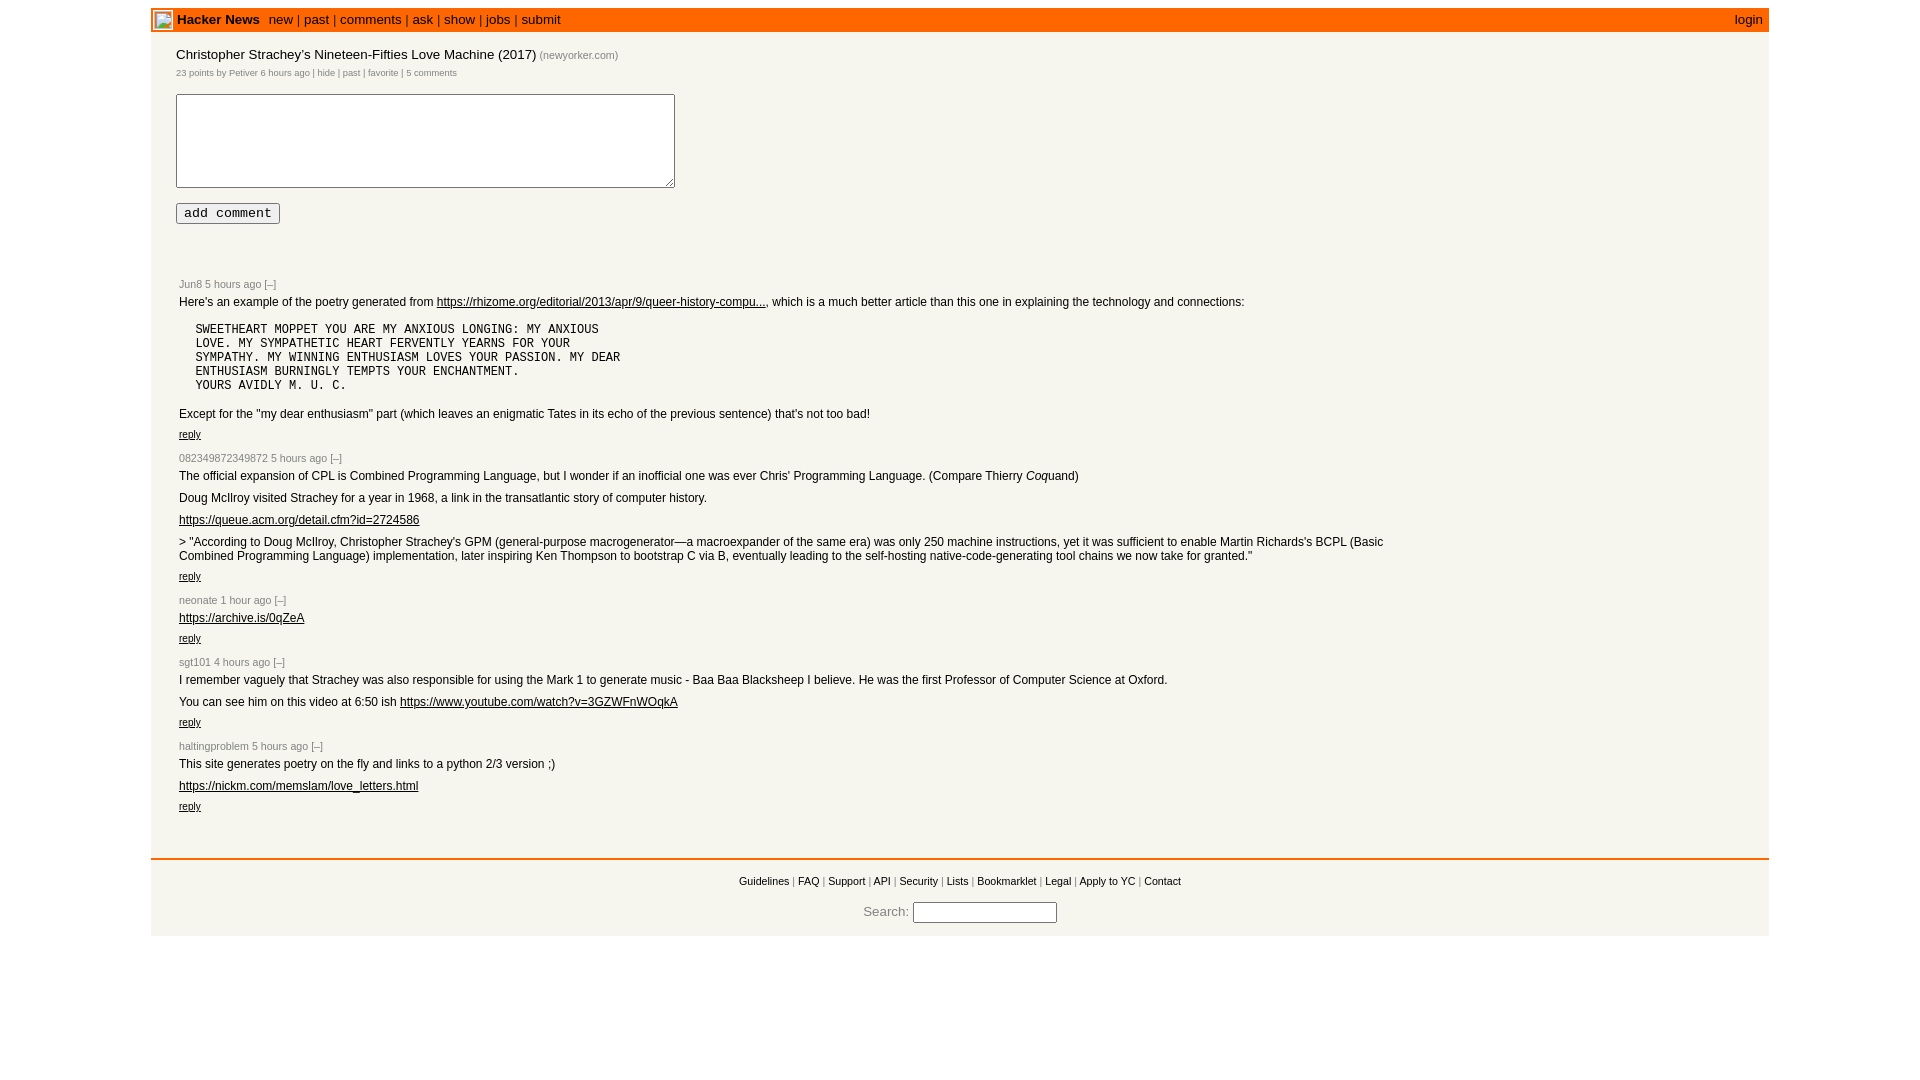 Hacker News new | past | comments | ask | show | jobs | submit login
Christopher Strachey’s Nineteen-Fifties Love Machine (2017) (newyorker.com)
23 points by Petiver 6 hours ago | hide | past | favorite | 5 comments
add comment
Jun8 5 hours ago [–]
Here's an example of the poetry generated from https://rhizome.org/editorial/2013/apr/9/queer-history-compu..., which is a much better article than this one in explaining the technology and connections:
SWEETHEART MOPPET YOU ARE MY ANXIOUS LONGING: MY ANXIOUS
LOVE. MY SYMPATHETIC HEART FERVENTLY YEARNS FOR YOUR
SYMPATHY. MY WINNING ENTHUSIASM LOVES YOUR PASSION. MY DEAR
ENTHUSIASM BURNINGLY TEMPTS YOUR ENCHANTMENT.
YOURS AVIDLY M. U. C.
Except for the "my dear enthusiasm" part (which leaves an enigmatic Tates in its echo of the previous sentence) that's not too bad!
reply
082349872349872 5 hours ago [–]
The official expansion of CPL is Combined Programming Language, but I wonder if an inofficial one was ever Chris' Programming Language. (Compare Thierry Coquand)
Doug McIlroy visited Strachey for a year in 1968, a link in the transatlantic story of computer history.
https://queue.acm.org/detail.cfm?id=2724586
> "According to Doug McIlroy, Christopher Strachey's GPM (general-purpose macrogenerator—a macroexpander of the same era) was only 250 machine instructions, yet it was sufficient to enable Martin Richards's BCPL (Basic
Combined Programming Language) implementation, later inspiring Ken Thompson to bootstrap C via B, eventually leading to the self-hosting native-code-generating tool chains we now take for granted."
reply
neonate 1 hour ago [–]
https://archive.is/0qZeA
reply
sgt101 4 hours ago [–]
I remember vaguely that Strachey was also responsible for using the Mark 1 to generate music - Baa Baa Blacksheep I believe. He was the first Professor of Computer Science at Oxford.
You can see him on this video at 6:50 ish https://www.youtube.com/watch?v=3GZWFnWOqkA
reply
haltingproblem 5 hours ago [–]
This site generates poetry on the fly and links to a python 2/3 version ;)
https://nickm.com/memslam/love_letters.html
reply
Guidelines | FAQ | Support | API | Security | Lists | Bookmarklet | Legal | Apply to YC | Contact
Search: